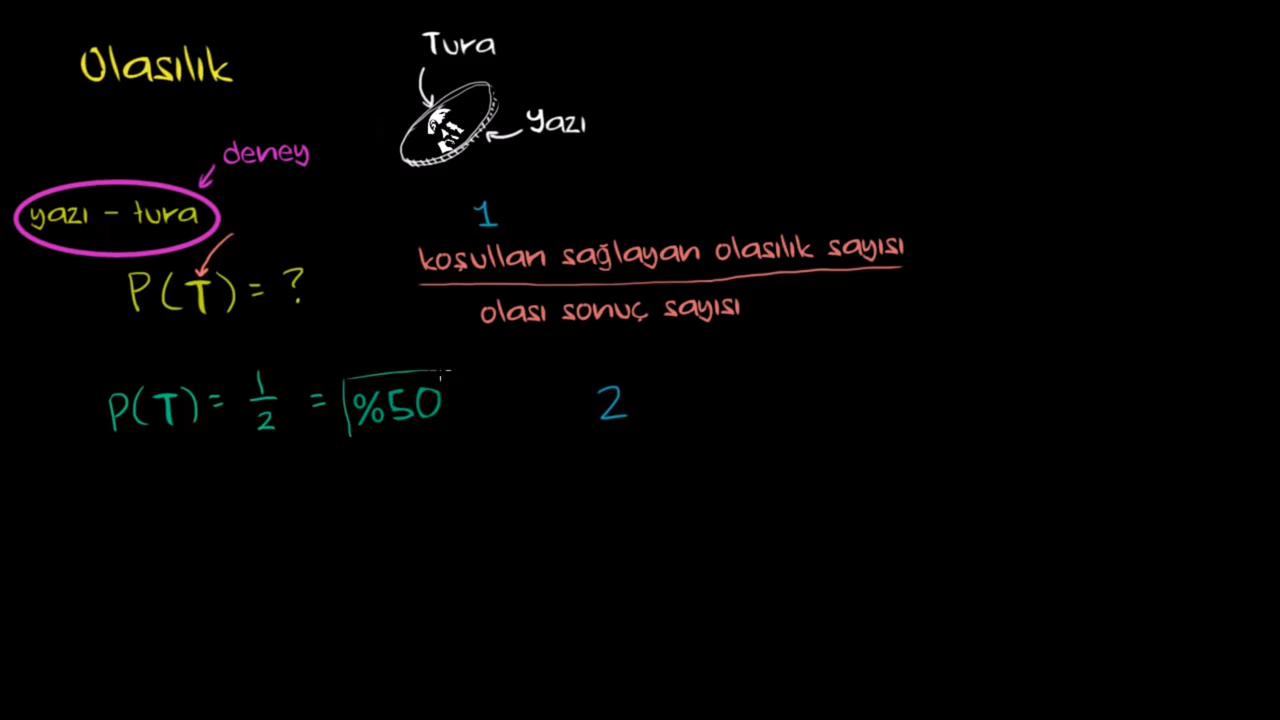 Olasılık
Tura
yazı
deney
yazı - tura
P(T) = ?
1
koşulları sağlayan olasılık sayısı
olası sonuç sayısı
P(T) = 1/2 = %50
2